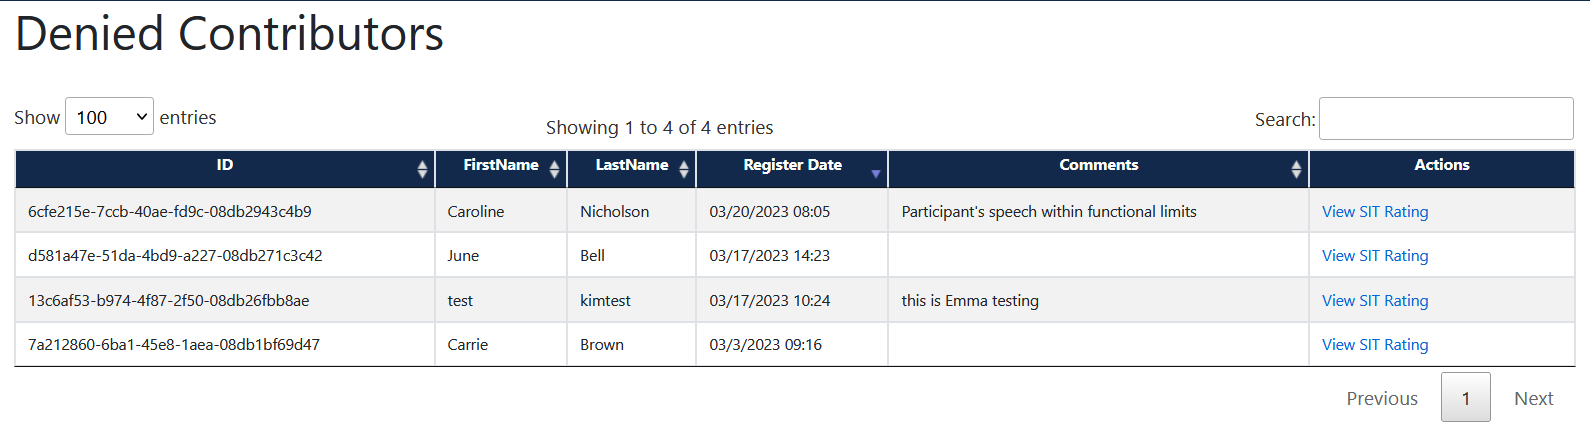 Denied Contributors
Show 100 entries
Showing 1 to 4 of 4 entries
Search:
ID FirstName LastName Register Date Comments Actions
6cfe215e-7ccb-40ae-fd9c-08db2943c4b9 Caroline Nicholson 03/20/2023 08:05 Participant's speech within functional limits View SIT Rating
d581a47e-51da-4bd9-a227-08db271c3c42 June Bell 03/17/2023 14:23 View SIT Rating
13c6af53-b974-4f87-2f50-08db26fbb8ae test kimtest 03/17/2023 10:24 this is Emma testing View SIT Rating
7a212860-6ba1-45e8-1aea-08db1bf69d47 Carrie Brown 03/3/2023 09:16 View SIT Rating
Previous 1 Next